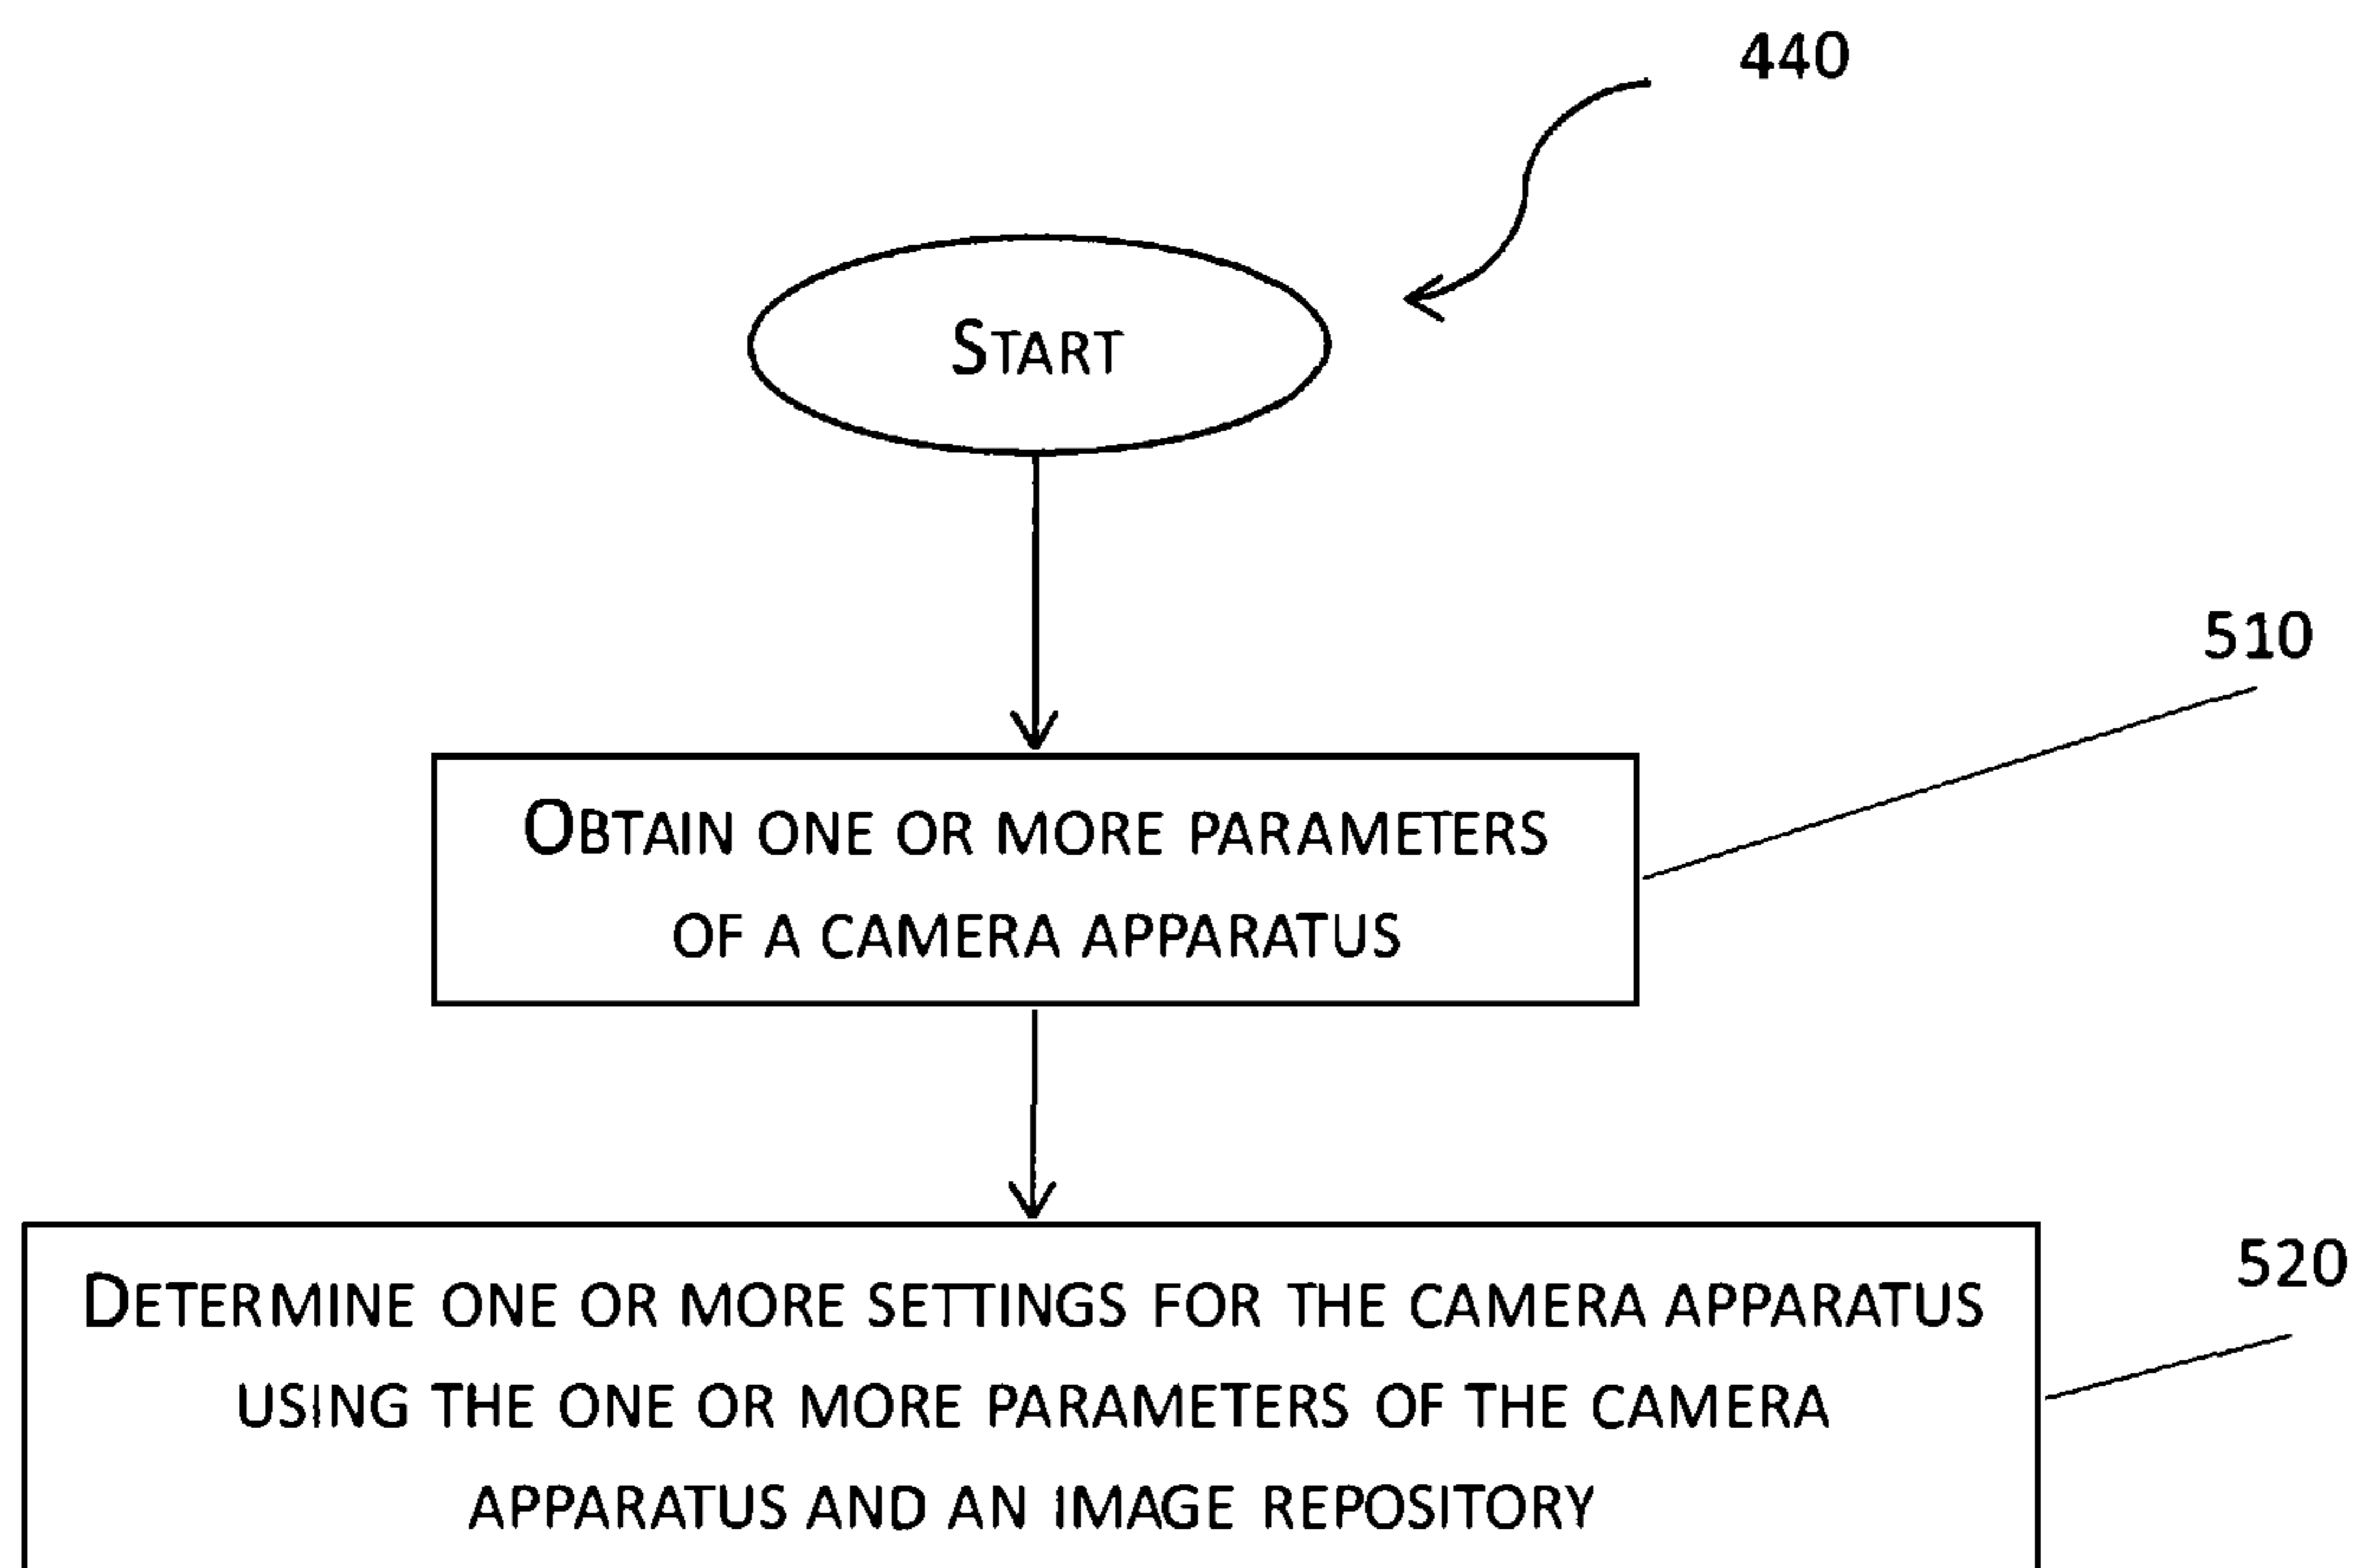 440
START
510
OBTAIN ONE OR MORE PARAMETERS
OF A CAMERA APPARATUS
520
DETERMINE ONE OR MORE SETTINGS FOR THE CAMERA APPARATUS
USING THE ONE OR MORE PARAMETERS OF THE CAMERA
APPARATUS AND AN IMAGE REPOSITORY